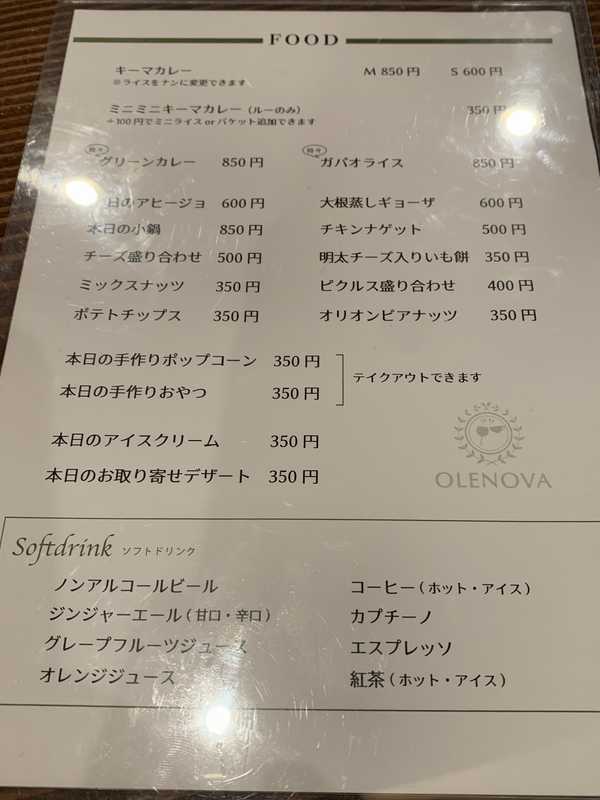 FOOD
キーマカレー M 850円 S 600円
※ライスをナンに変更できます
ミニミニキーマカレー（ルーのみ） 350円
＋100円でミニライス or バケット追加できます
グリーンカレー 850円 ガパオライス 850円
日のアヒージョ 600円 大根蒸しギョーザ 600円
本日の小鍋 850円 チキンナゲット 500円
チーズ盛り合わせ 500円 明太チーズ入りいも餅 350円
ミックスナッツ 350円 ピクルス盛り合わせ 400円
ポテトチップス 350円 オリオンビアナッツ 350円
本日の手作りポップコーン 350円
本日の手作りおやつ 350円
テイクアウトできます
本日のアイスクリーム 350円
本日のお取り寄せデザート 350円
OLENOVA
Softdrink ソフトドリンク
ノンアルコールビール コーヒー（ホット・アイス）
ジンジャーエール（甘口・辛口） カプチーノ
グレープフルーツジュース エスプレッソ
オレンジジュース 紅茶（ホット・アイス）